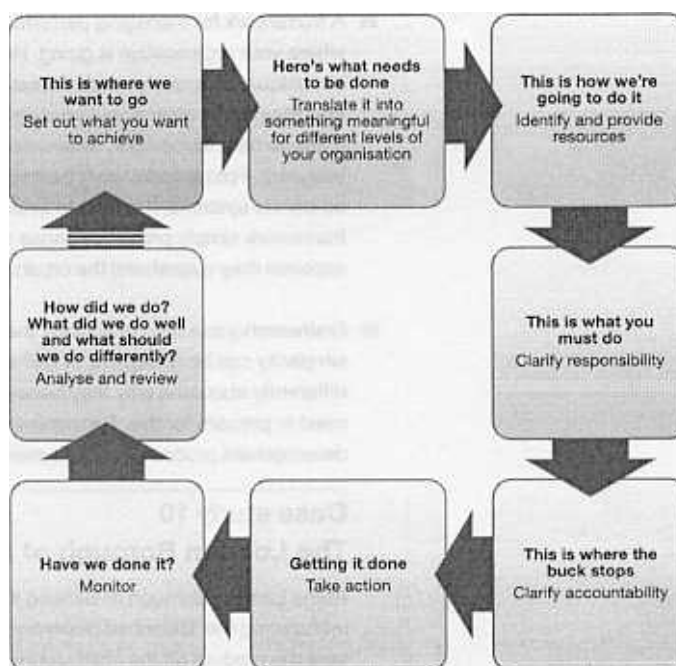 This is where we
want to go
Set out what you want
to achieve
Here's what needs
to be done
Translate it into
something meaningful
for different levels of
your organisation
This is how we're
going to do it
Identify and provide
resources
This is what you
must do
Clarify responsibility
This is where the
buck stops
Clarify accountability
Getting it done
Take action
Have we done it?
Monitor
How did we do?
What did we do well
and what should
we do differently?
Analyse and review